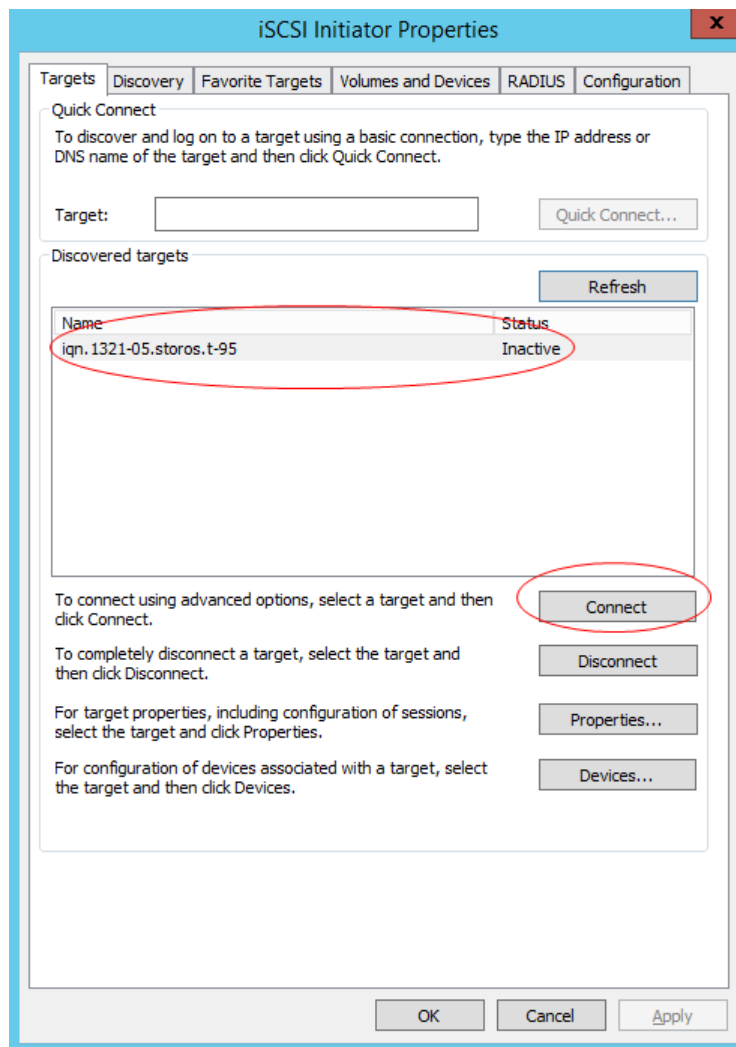 iSCSI Initiator Properties
x
Targets Discovery Favorite Targets Volumes and Devices RADIUS Configuration
Quick Connect
To discover and log on to a target using a basic connection, type the IP address or
DNS name of the target and then click Quick Connect.
Target:
Quick Connect...
Discovered targets
Refresh
Name Status
iqn.1321-05.storos.t-95 Inactive
To connect using advanced options, select a target and then
click Connect.
Connect
To completely disconnect a target, select the target and
then click Disconnect.
Disconnect
For target properties, including configuration of sessions,
select the target and click Properties.
Properties...
For configuration of devices associated with a target, select
the target and then click Devices.
Devices...
OK Cancel Apply